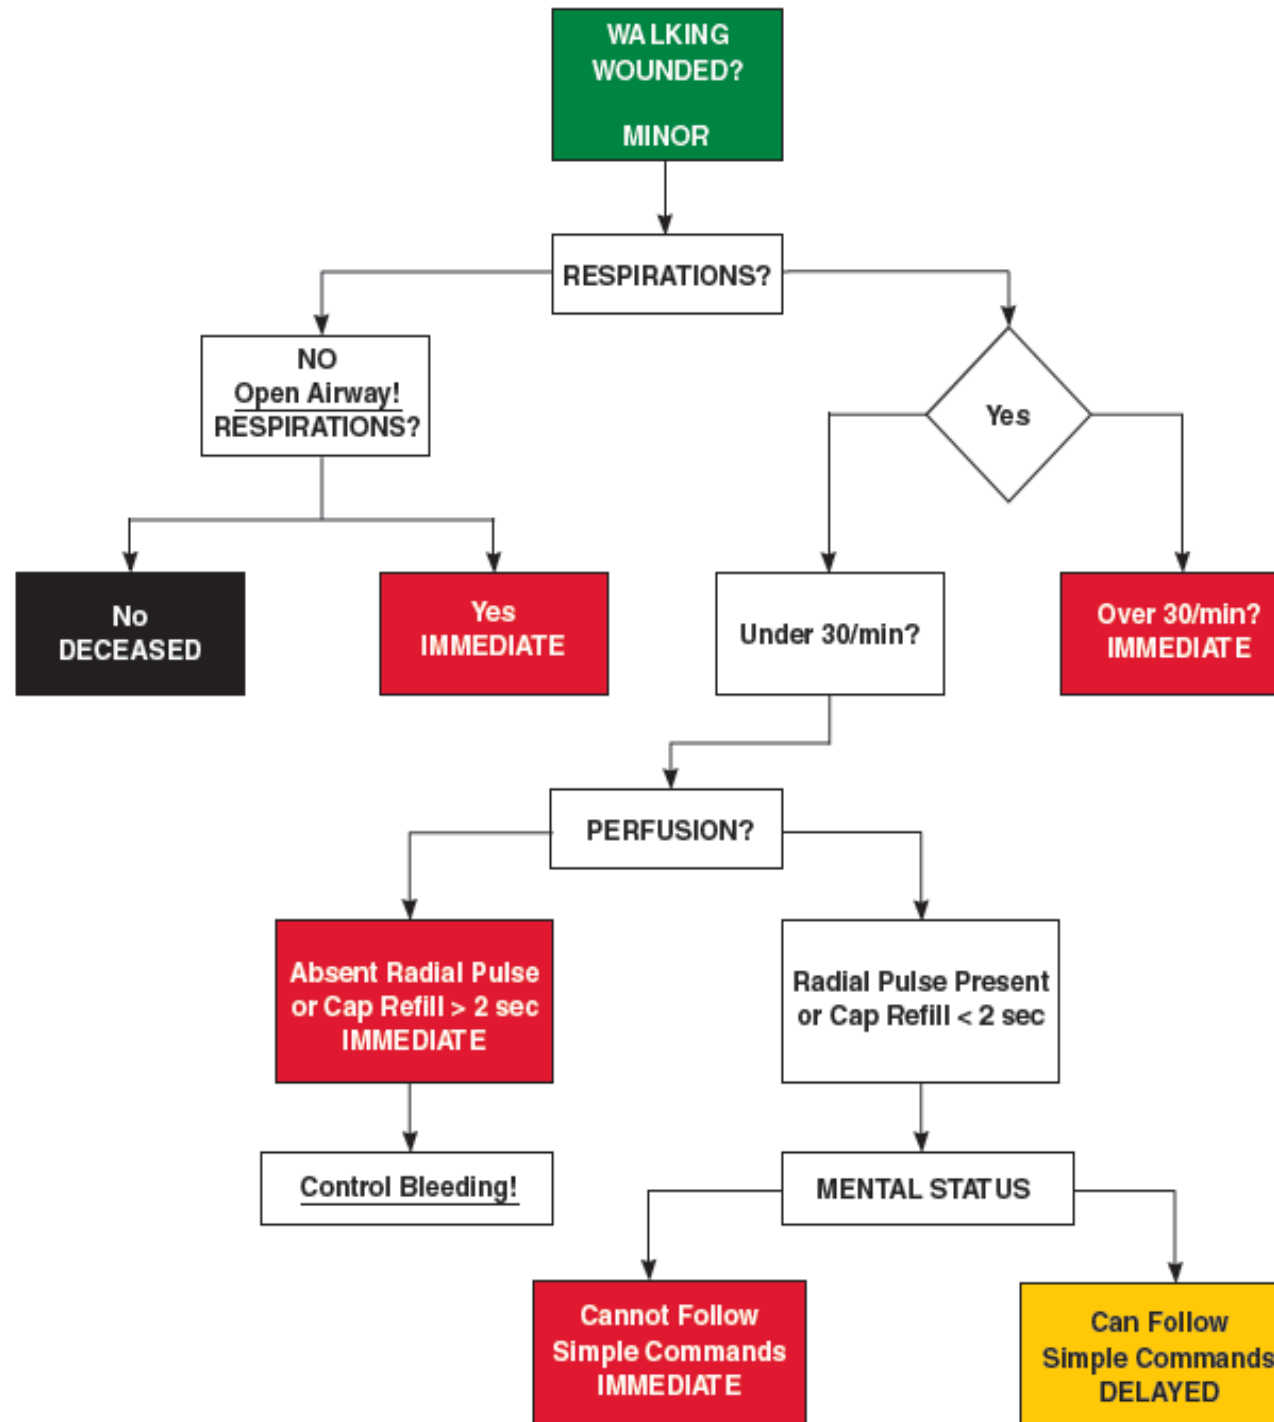 WALKING
WOUNDED?
MINOR
RESPIRATIONS?
NO
Open Airway!
RESPIRATIONS?
Yes
No
DECEASED
Yes
IMMEDIATE
Under 30/min?
Over 30/min?
IMMEDIATE
PERFUSION?
Absent Radial Pulse
or Cap Refill > 2 sec
IMMEDIATE
Radial Pulse Present
or Cap Refill < 2 sec
Control Bleeding!
MENTAL STATUS
Cannot Follow
Simple Commands
IMMEDIATE
Can Follow
Simple Commands
DELAYED